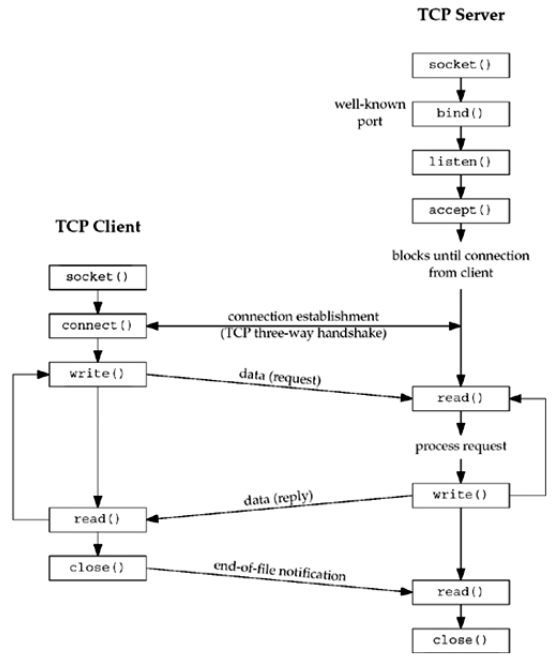 TCP Server
socket()
well-known
port
bind()
listen()
accept()
blocks until connection
from client
TCP Client
socket()
connect()
connection establishment
(TCP three-way handshake)
write()
data (request)
read()
process request
write()
data (reply)
read()
close()
end-of-file notification
read()
close()